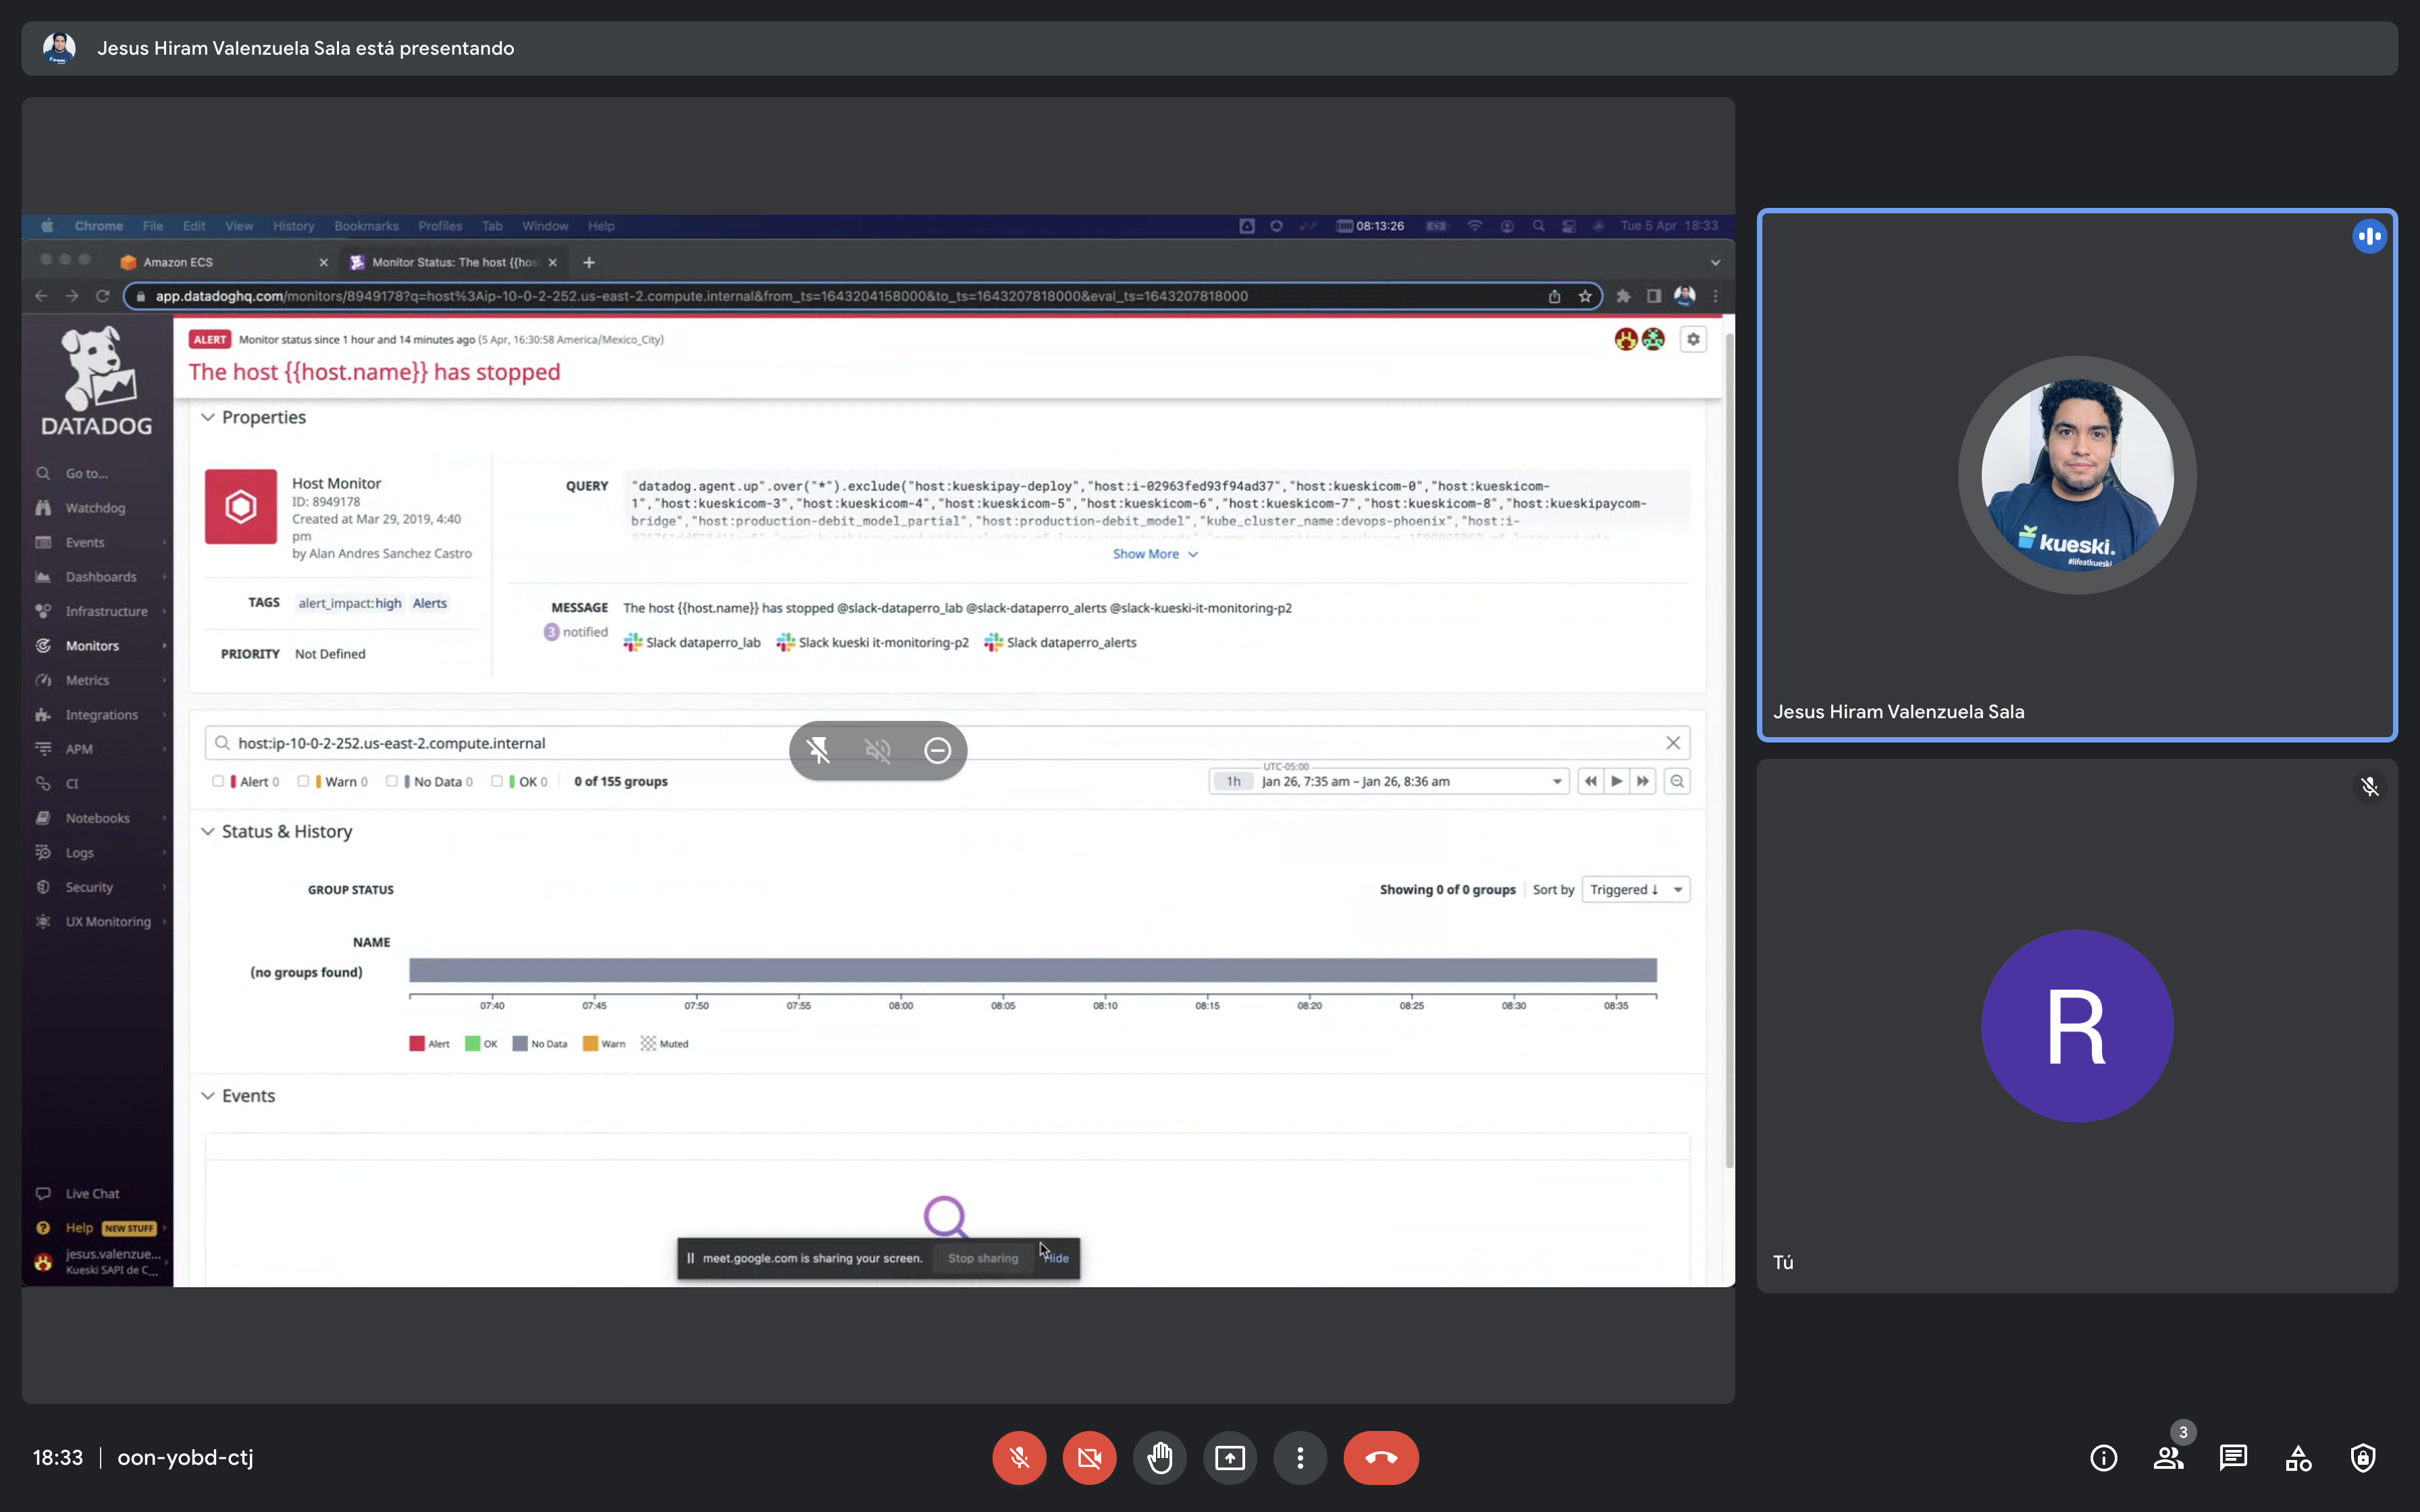 Jesus Hiram Valenzuela Sala está presentando
Chrome File Edit View History Bookmarks Profiles Tab Window Help
08:13:26
Tue 5 Apr 18:33
Amazon ECS
Monitor Status: The host {{hos
app.datadoghq.com/monitors/8949178?q=host%3Aip-10-0-2-252.us-east-2.compute.internal&from_ts=1643204158000&to_ts=1643207818000&eval_ts=1643207818000
DATADOG
Go to...
Watchdog
Events
Dashboards
Infrastructure
Monitors
Metrics
Integrations
APM
CI
Notebooks
Logs
Security
UX Monitoring
Live Chat
Help NEW STUFF
jesus.valenzue...
Kueski SAPI de C...
ALERT Monitor status since 1 hour and 14 minutes ago (5 Apr, 16:30:58 America/Mexico_City)
The host {{host.name}} has stopped
Properties
Host Monitor
ID: 8949178
Created at Mar 29, 2019, 4:40
pm
by Alan Andres Sanchez Castro
TAGS alert_impact:high Alerts
PRIORITY Not Defined
QUERY
"datadog.agent.up".over("*").exclude("host:kueskipay-deploy","host:i-02963fed93f94ad37","host:kueskicom-0","host:kueskicom-
1","host:kueskicom-3","host:kueskicom-4","host:kueskicom-5","host:kueskicom-6","host:kueskicom-7","host:kueskicom-8","host:kueskipaycom-
bridge","host:production-debit_model_partial","host:production-debit_model","kube_cluster_name:devops-phoenix","host:i-
Show More
MESSAGE The host {{host.name}} has stopped @slack-dataperro_lab @slack-dataperro_alerts @slack-kueski-it-monitoring-p2
3 notified Slack dataperro_lab Slack kueski it-monitoring-p2 Slack dataperro_alerts
host:ip-10-0-2-252.us-east-2.compute.internal
Alert 0 Warn 0 No Data 0 OK 0 0 of 155 groups
UTC-05:00
1h Jan 26, 7:35 am – Jan 26, 8:36 am
Status & History
GROUP STATUS
Showing 0 of 0 groups Sort by Triggered ↓
NAME
(no groups found)
07:40 07:45 07:50 07:55 08:00 08:05 08:10 08:15 08:20 08:25 08:30 08:35
Alert OK No Data Warn Muted
Events
meet.google.com is sharing your screen. Stop sharing Hide
kueski.
#lifeatkueski
Jesus Hiram Valenzuela Sala
R
Tú
18:33 | oon-yobd-ctj
3